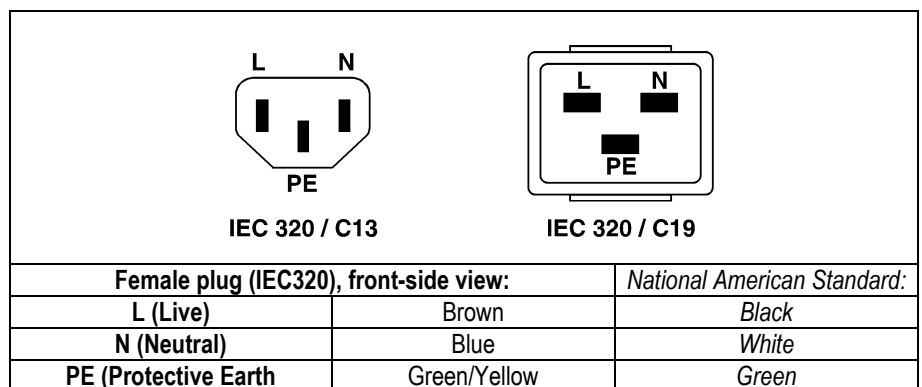 L N
PE
IEC 320 / C13
L N
PE
IEC 320 / C19
Female plug (IEC320), front-side view: National American Standard:
L (Live) Brown Black
N (Neutral) Blue White
PE (Protective Earth Green/Yellow Green